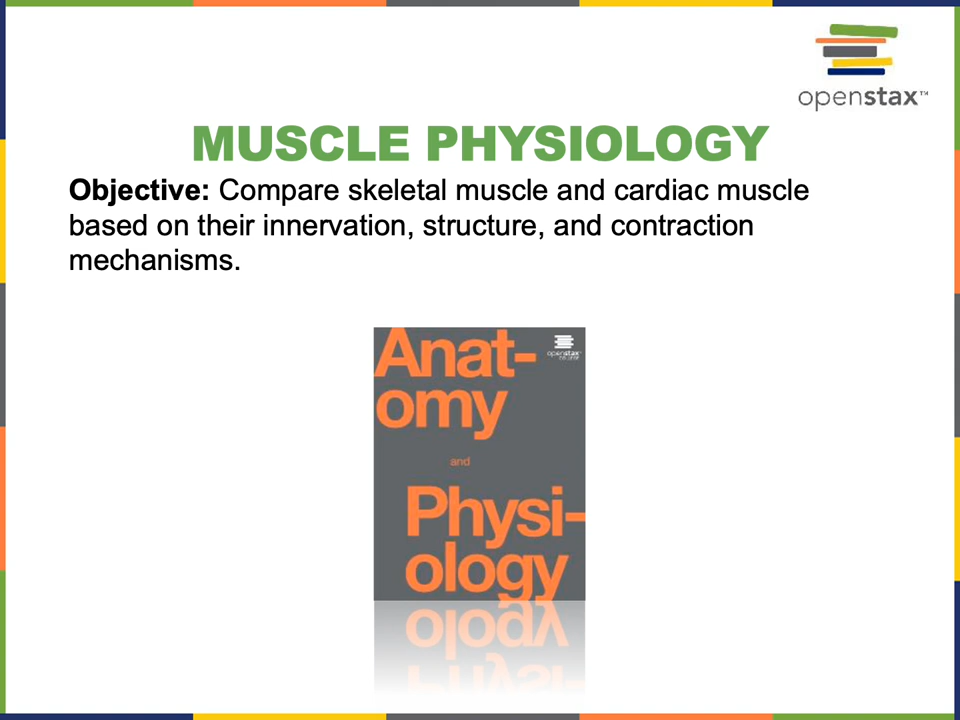 openstax™
MUSCLE PHYSIOLOGY
Objective: Compare skeletal muscle and cardiac muscle
based on their innervation, structure, and contraction
mechanisms.
Anat-
openstax
omy
and
Physi-
ology